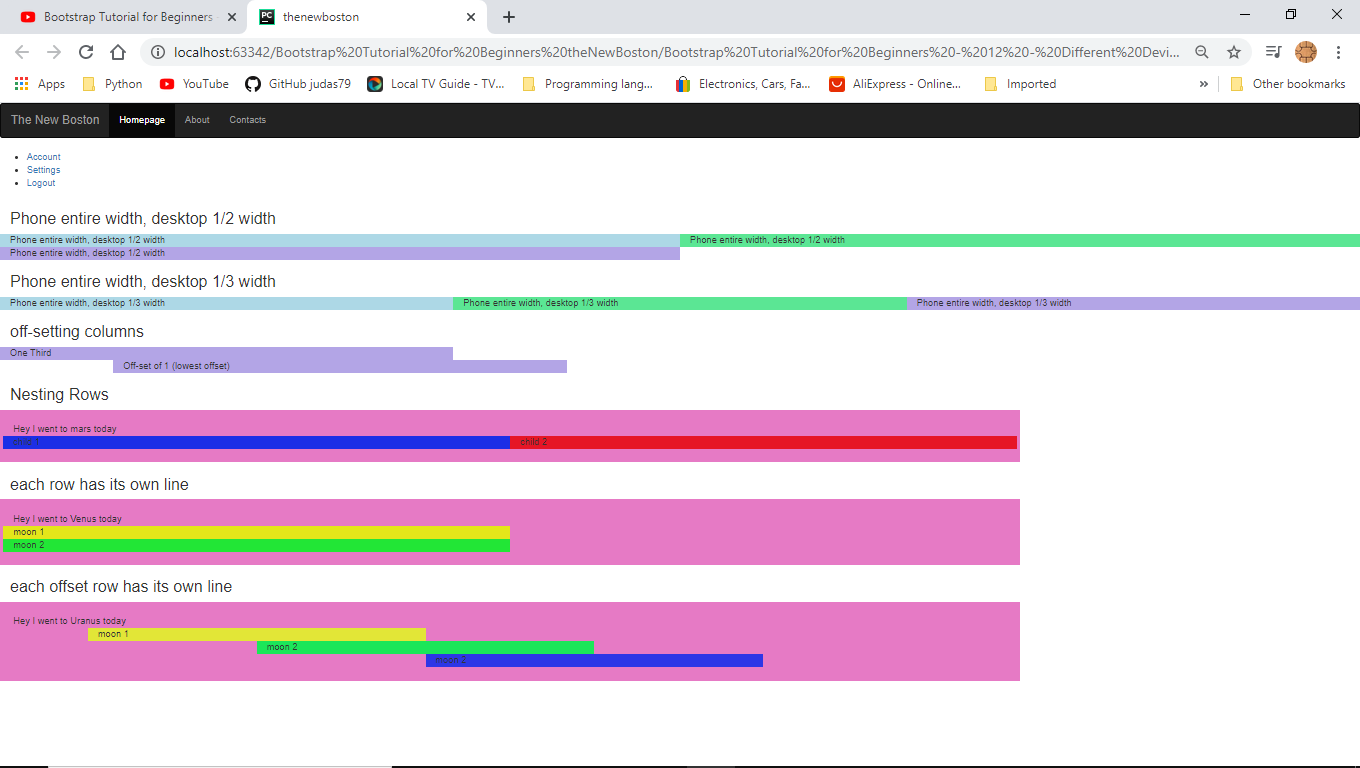 Bootstrap Tutorial for Beginners
thenewboston
localhost:63342/Bootstrap%20Tutorial%20for%20Beginners%20theNewBoston/Bootstrap%20Tutorial%20for%20Beginners%20-%2012%20-%20Different%20Devi...
Apps Python YouTube GitHub judas79 Local TV Guide - TV... Programming lang... Electronics, Cars, Fa... AliExpress - Online... Imported » Other bookmarks
The New Boston Homepage About Contacts
Account
Settings
Logout
Phone entire width, desktop 1/2 width
Phone entire width, desktop 1/2 width Phone entire width, desktop 1/2 width
Phone entire width, desktop 1/2 width
Phone entire width, desktop 1/3 width
Phone entire width, desktop 1/3 width Phone entire width, desktop 1/3 width Phone entire width, desktop 1/3 width
off-setting columns
One Third
Off-set of 1 (lowest offset)
Nesting Rows
Hey I went to mars today
child 1 child 2
each row has its own line
Hey I went to Venus today
moon 1
moon 2
each offset row has its own line
Hey I went to Uranus today
moon 1
moon 2
moon 2